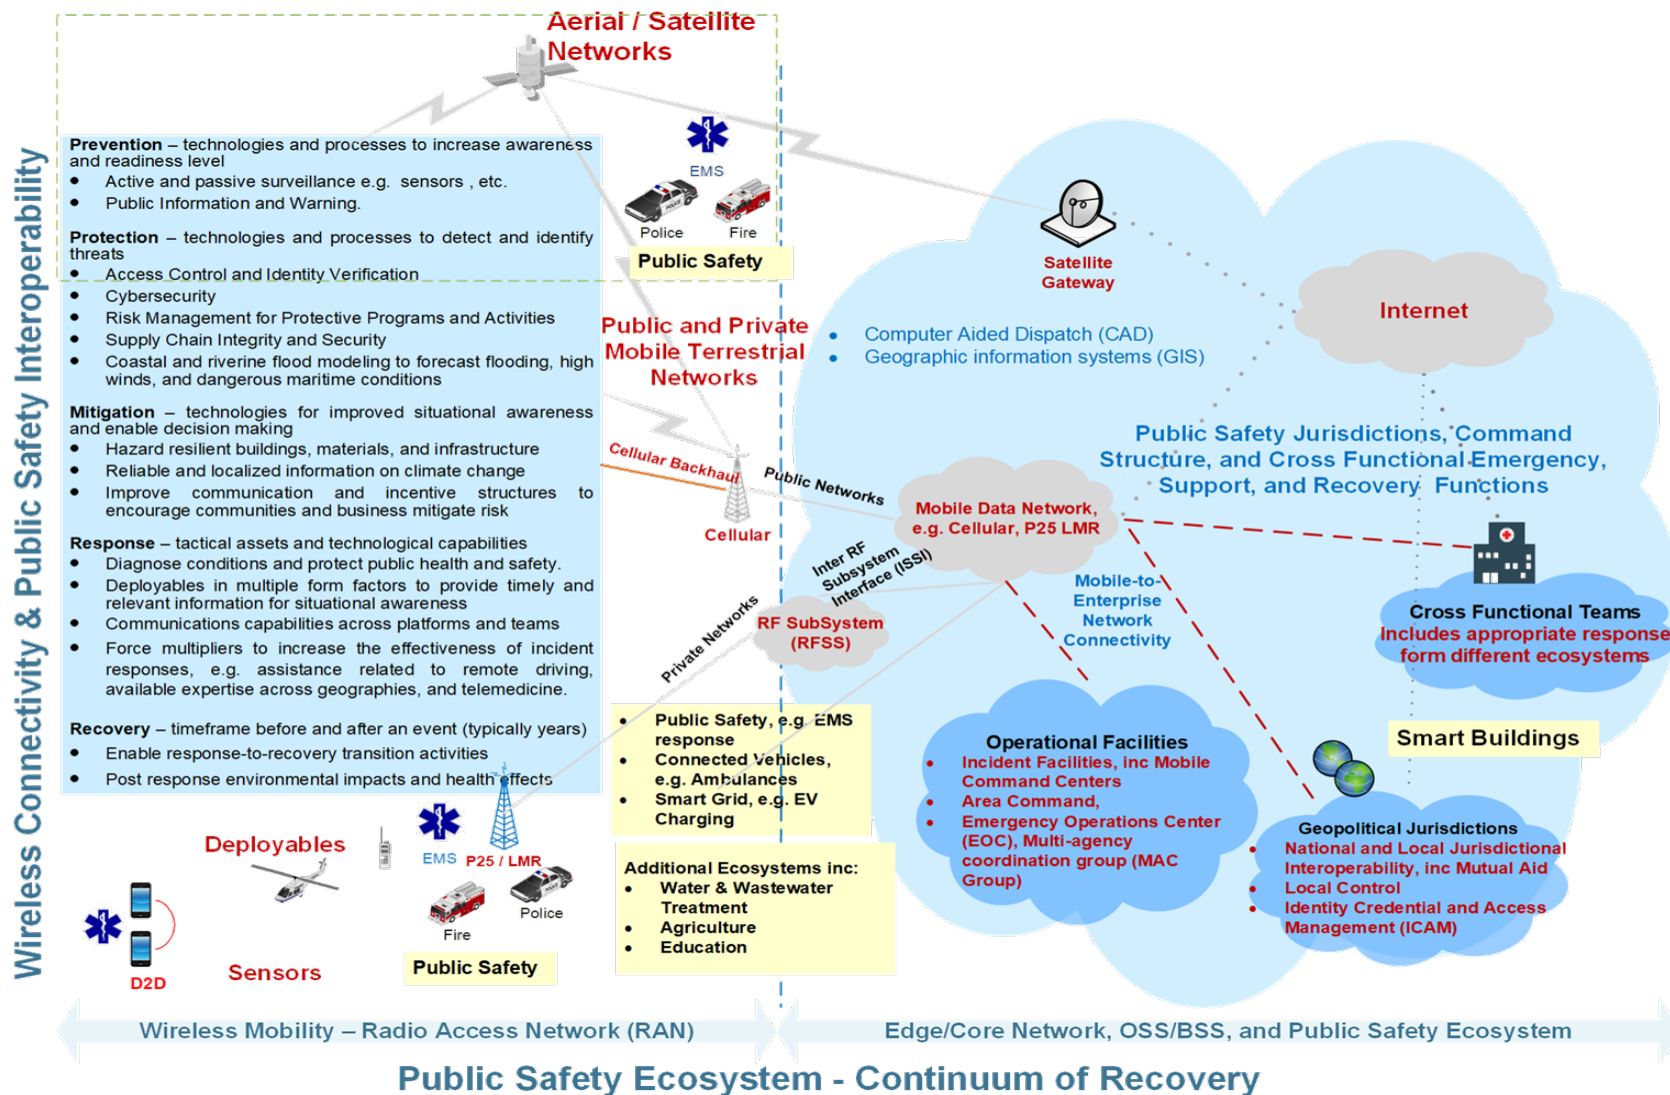 Aerial / Satellite
Networks
Wireless Connectivity & Public Safety Interoperability
Prevention – technologies and processes to increase awareness
and readiness level
● Active and passive surveillance e.g. sensors , etc.
● Public Information and Warning.
Protection – technologies and processes to detect and identify
threats
● Access Control and Identity Verification
● Cybersecurity
● Risk Management for Protective Programs and Activities
● Supply Chain Integrity and Security
● Coastal and riverine flood modeling to forecast flooding, high
winds, and dangerous maritime conditions
Mitigation – technologies for improved situational awareness
and enable decision making
● Hazard resilient buildings, materials, and infrastructure
● Reliable and localized information on climate change
● Improve communication and incentive structures to
encourage communities and business mitigate risk
Response – tactical assets and technological capabilities
● Diagnose conditions and protect public health and safety.
● Deployables in multiple form factors to provide timely and
relevant information for situational awareness
● Communications capabilities across platforms and teams
● Force multipliers to increase the effectiveness of incident
responses, e.g. assistance related to remote driving,
available expertise across geographies, and telemedicine.
Recovery – timeframe before and after an event (typically years)
● Enable response-to-recovery transition activities
● Post response environmental impacts and health effects
EMS
POLICE
Police
Fire
Public Safety
Public and Private
Mobile Terrestrial
Networks
Cellular Backhaul
Cellular
Public Networks
Private Networks
Inter RF
Subsystem
Interface (ISSI)
RF SubSystem
(RFSS)
Mobile Data Network,
e.g. Cellular, P25 LMR
Satellite
Gateway
Internet
● Computer Aided Dispatch (CAD)
● Geographic information systems (GIS)
Public Safety Jurisdictions, Command
Structure, and Cross Functional Emergency,
Support, and Recovery Functions
Mobile-to-
Enterprise
Network
Connectivity
Cross Functional Teams
Includes appropriate response
form different ecosystems
Smart Buildings
Operational Facilities
● Incident Facilities, inc Mobile
Command Centers
● Area Command,
● Emergency Operations Center
(EOC), Multi-agency
coordination group (MAC
Group)
Geopolitical Jurisdictions
● National and Local Jurisdictional
Interoperability, inc Mutual Aid
● Local Control
● Identity Credential and Access
Management (ICAM)
● Public Safety, e.g. EMS
response
● Connected Vehicles,
e.g. Ambulances
● Smart Grid, e.g. EV
Charging
Additional Ecosystems inc:
● Water & Wastewater
Treatment
● Agriculture
● Education
Deployables
D2D
Sensors
EMS
P25 / LMR
Fire
POLICE
Police
Public Safety
Wireless Mobility – Radio Access Network (RAN)
Edge/Core Network, OSS/BSS, and Public Safety Ecosystem
Public Safety Ecosystem - Continuum of Recovery